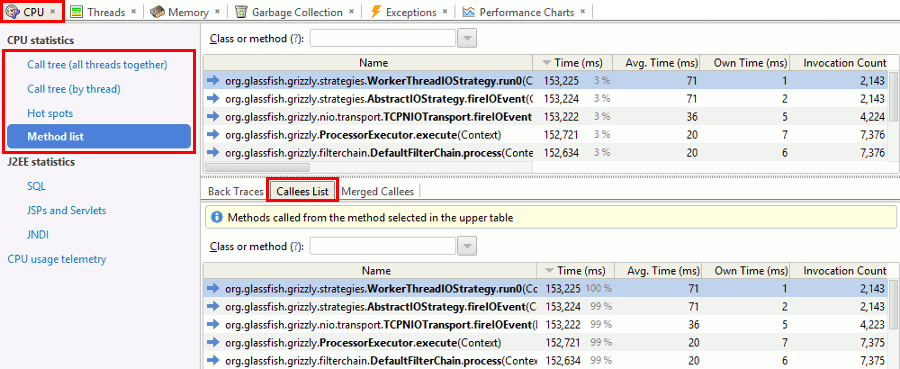 CPU × Threads × Memory × Garbage Collection × Exceptions × Performance Charts ×
CPU statistics
Call tree (all threads together)
Call tree (by thread)
Hot spots
Method list
J2EE statistics
SQL
JSPs and Servlets
JNDI
CPU usage telemetry
Class or method (?):
Name Time (ms) Avg. Time (ms) Own Time (ms) Invocation Count
org.glassfish.grizzly.strategies.WorkerThreadIOStrategy.run0(C 153,225 3 % 71 1 2,143
org.glassfish.grizzly.strategies.AbstractIOStrategy.fireIOEvent( 153,224 3 % 71 2 2,143
org.glassfish.grizzly.nio.transport.TCPNIOTransport.fireIOEvent 153,222 3 % 36 5 4,224
org.glassfish.grizzly.ProcessorExecutor.execute(Context) 152,721 3 % 20 7 7,376
org.glassfish.grizzly.filterchain.DefaultFilterChain.process(Conte 152,634 3 % 20 6 7,376
Back Traces Callees List Merged Callees
Methods called from the method selected in the upper table
Class or method (?):
Name Time (ms) Avg. Time (ms) Own Time (ms) Invocation Count
org.glassfish.grizzly.strategies.WorkerThreadIOStrategy.run0(Co 153,225 100 % 71 1 2,143
org.glassfish.grizzly.strategies.AbstractIOStrategy.fireIOEvent(C 153,224 99 % 71 2 2,143
org.glassfish.grizzly.nio.transport.TCPNIOTransport.fireIOEvent(I 153,222 99 % 36 5 4,223
org.glassfish.grizzly.ProcessorExecutor.execute(Context) 152,721 99 % 20 7 7,375
org.glassfish.grizzly.filterchain.DefaultFilterChain.process(Contex 152,634 99 % 20 6 7,375